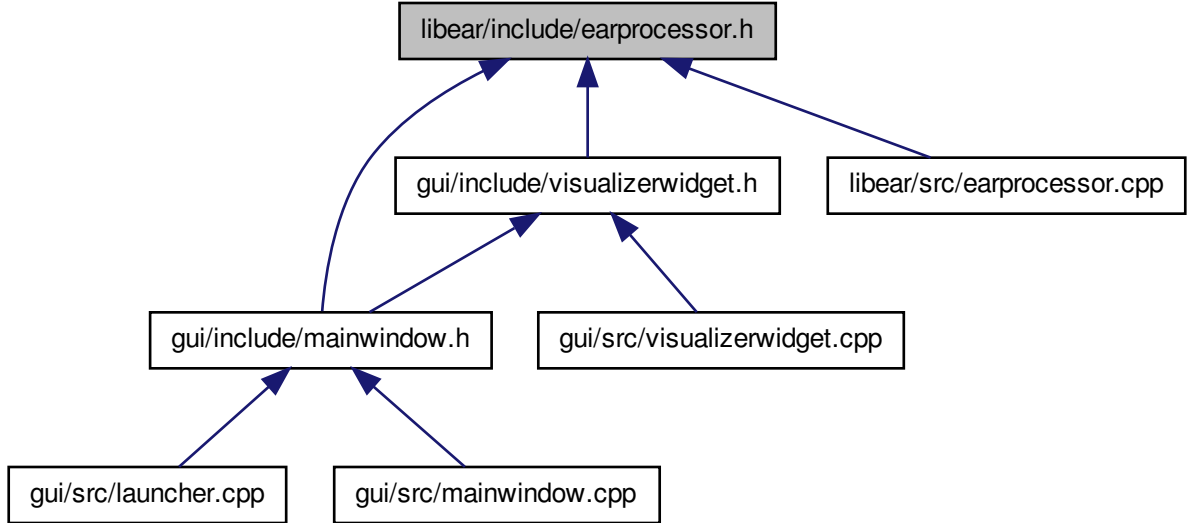 libear/include/earprocessor.h
gui/include/visualizerwidget.h
libear/src/earprocessor.cpp
gui/include/mainwindow.h
gui/src/visualizerwidget.cpp
gui/src/launcher.cpp
gui/src/mainwindow.cpp